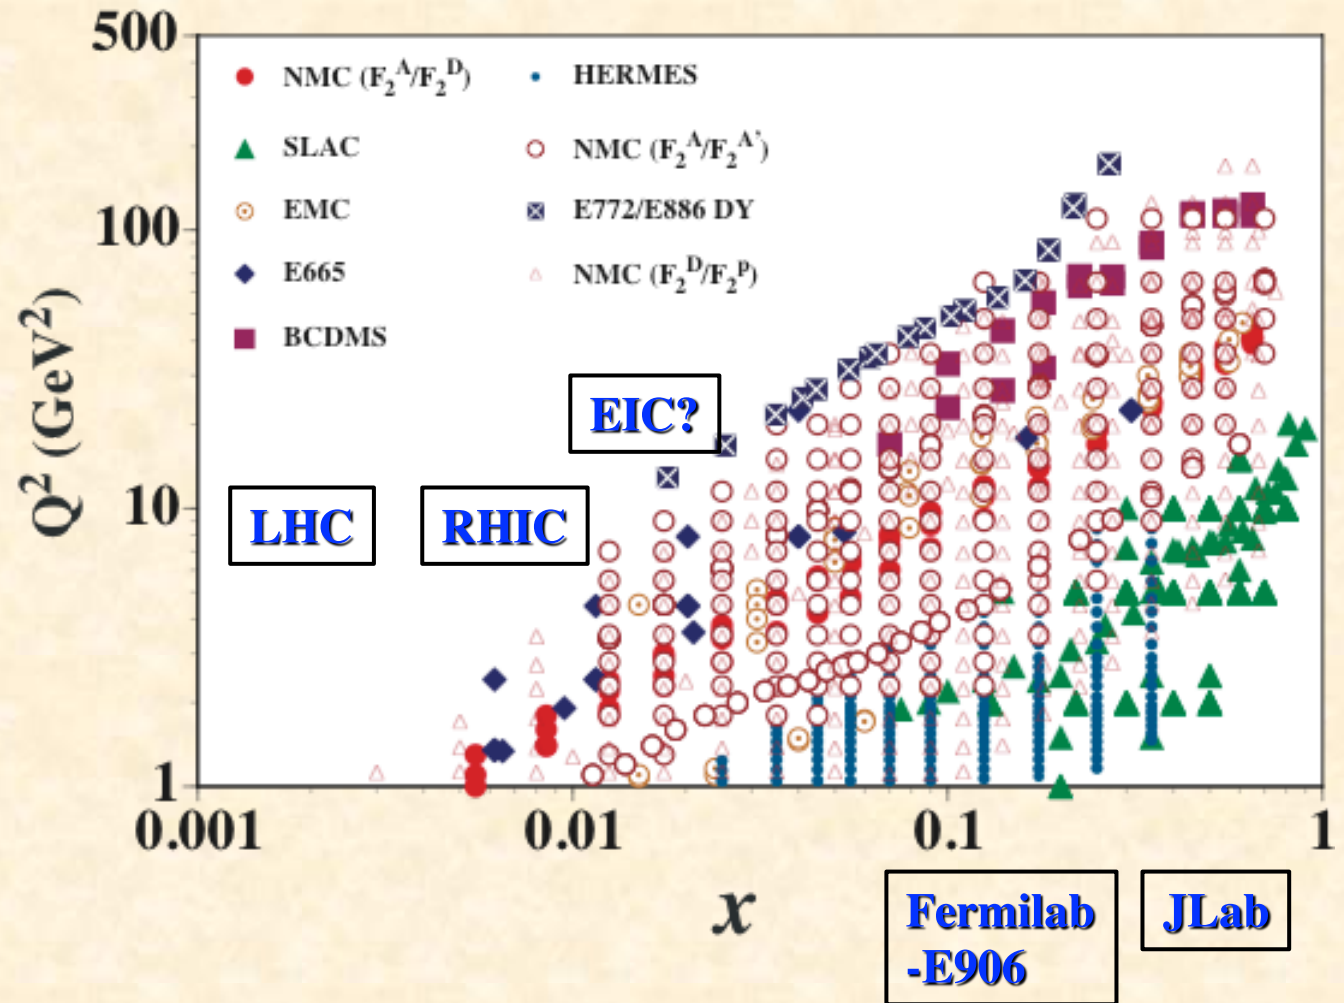 500
NMC (F₂ᴬ/F₂ᴰ)
HERMES
SLAC
NMC (F₂ᴬ/F₂ᴬ')
EMC
E772/E886 DY
100
E665
NMC (F₂ᴰ/F₂ᵖ)
BCDMS
Q² (GeV²)
EIC?
10
LHC
RHIC
1
0.001
0.01
0.1
1
x
Fermilab
-E906
JLab